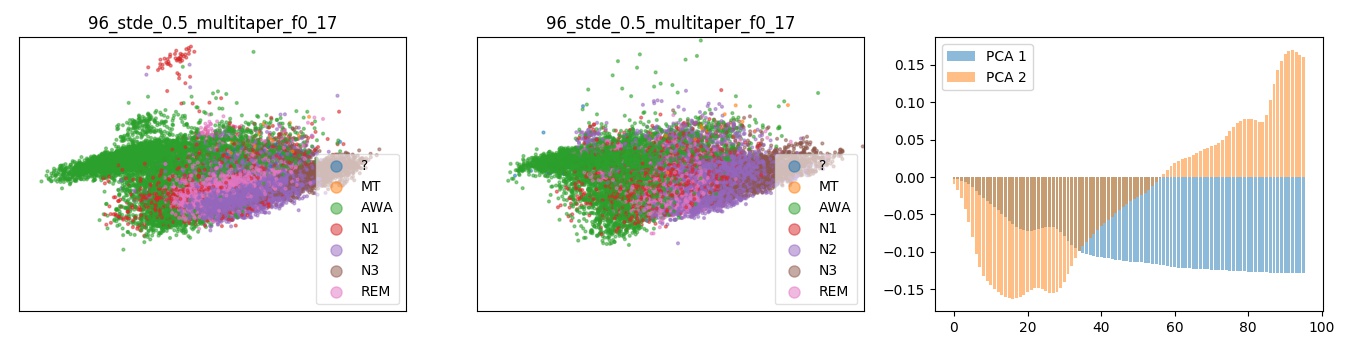 96_stde_0.5_multitaper_f0_17
?
MT
AWA
N1
N2
N3
REM
96_stde_0.5_multitaper_f0_17
?
MT
AWA
N1
N2
N3
REM
PCA 1
PCA 2
0.15
0.10
0.05
0.00
−0.05
−0.10
−0.15
0 20 40 60 80 100